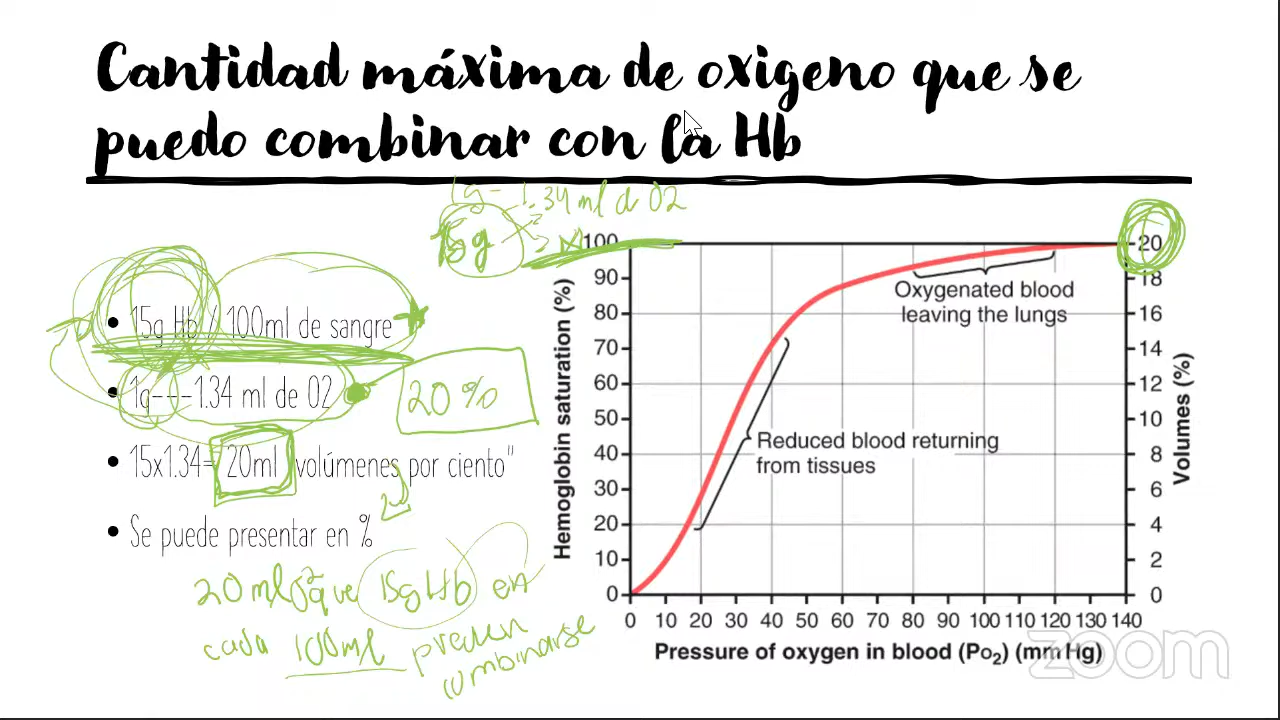 Cantidad máxima de oxigeno que se
puedo combinar con la Hb
1g - 1.34 ml d O2
15g
• 15g Hb / 100ml de sangre
• 1g---1.34 ml de O2
20 %
• 15x1.34= 20ml "volúmenes por ciento"
• Se puede presentar en %
20 ml que 15g Hb en
cada 100ml pueden
combinarse
Hemoglobin saturation (%)
100
90
80
70
60
50
40
30
20
10
0
Oxygenated blood
leaving the lungs
Reduced blood returning
from tissues
20
18
16
14
12
10
8
6
4
2
0
Volumes (%)
0 10 20 30 40 50 60 70 80 90 100 110 120 130 140
Pressure of oxygen in blood (PO2) (mm Hg)
zoom